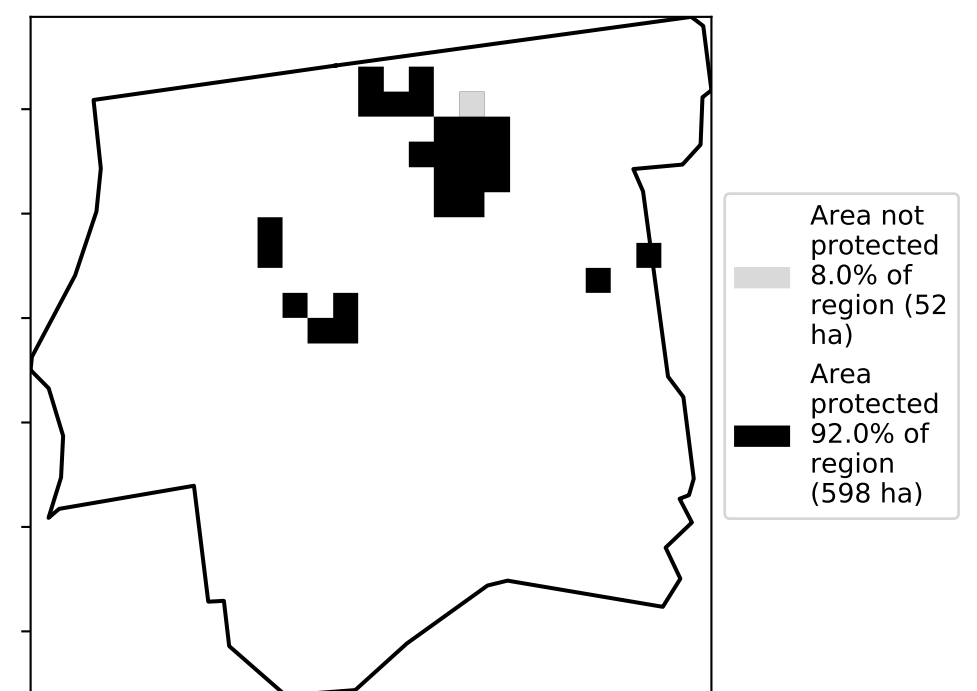 Area not
protected
8.0% of
region (52
ha)
Area
protected
92.0% of
region
(598 ha)